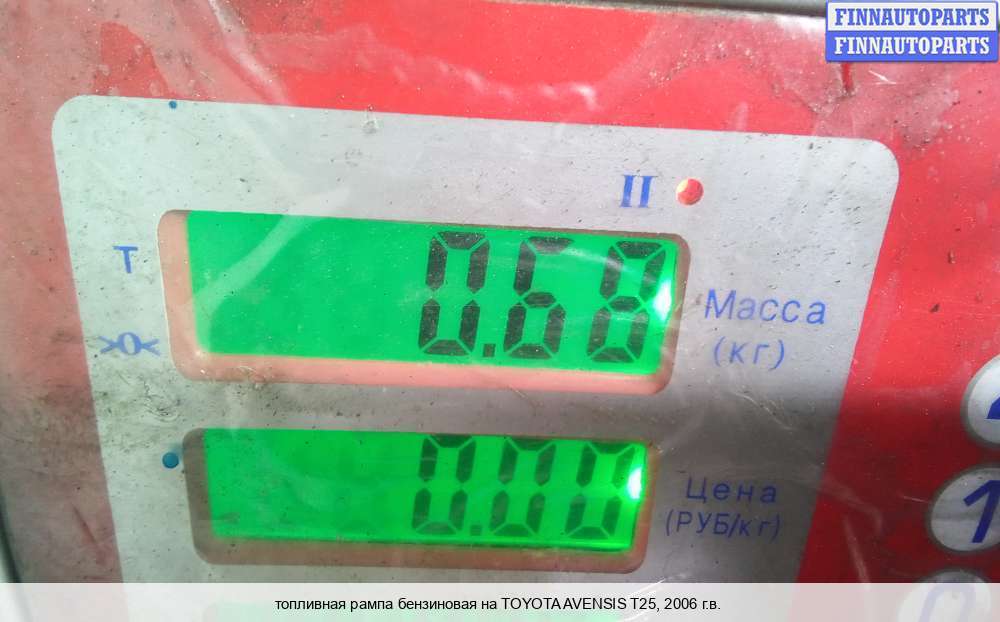 FINNAUTOPARTS
FINNAUTOPARTS
II
T
0.68
Масса
(кг)
>0<
0.00
Цена
(РУБ/кг)
1
0
топливная рампа бензиновая на TOYOTA AVENSIS T25, 2006 г.в.